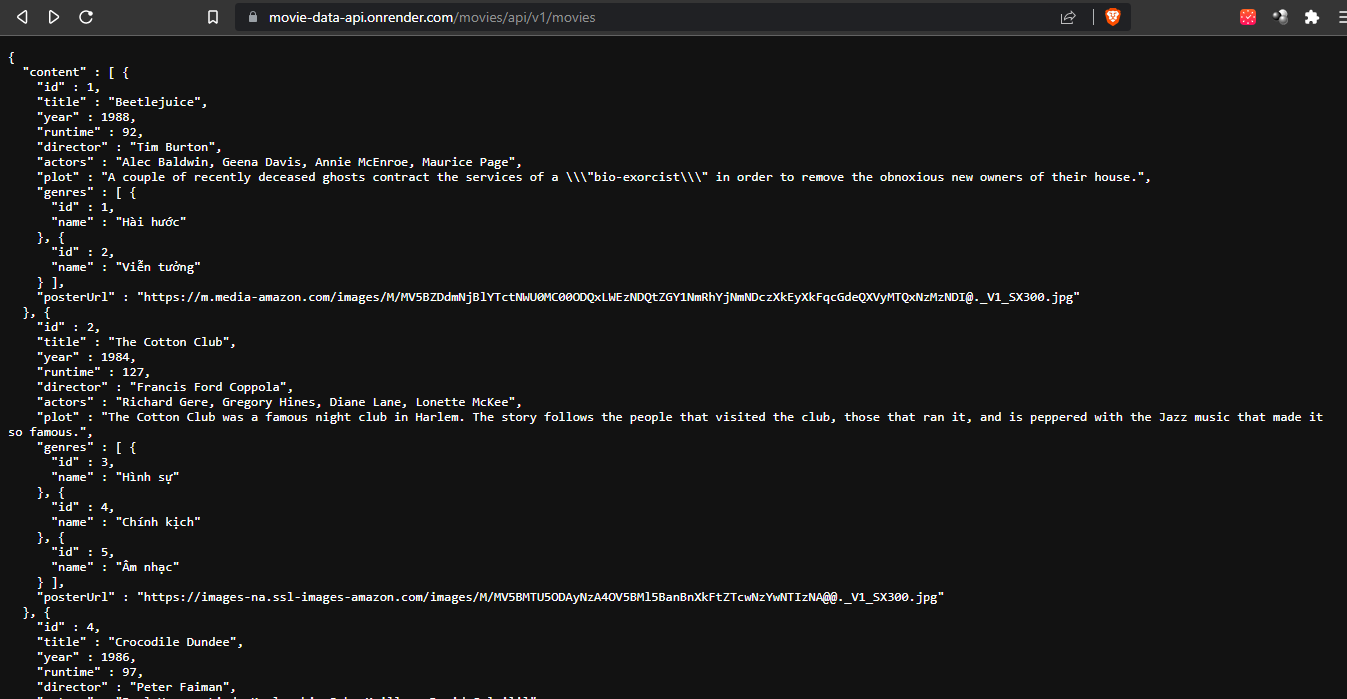 movie-data-api.onrender.com/movies/api/v1/movies
{
"content" : [ {
"id" : 1,
"title" : "Beetlejuice",
"year" : 1988,
"runtime" : 92,
"director" : "Tim Burton",
"actors" : "Alec Baldwin, Geena Davis, Annie McEnroe, Maurice Page",
"plot" : "A couple of recently deceased ghosts contract the services of a \\\"bio-exorcist\\\" in order to remove the obnoxious new owners of their house.",
"genres" : [ {
"id" : 1,
"name" : "Hài hước"
}, {
"id" : 2,
"name" : "Viễn tưởng"
} ],
"posterUrl" : "https://m.media-amazon.com/images/M/MV5BZDdmNjBlYTctNWU0MC00ODQxLWEzNDQtZGY1NmRhYjNmNDczXkEyXkFqcGdeQXVyMTQxNzMzNDI@._V1_SX300.jpg"
}, {
"id" : 2,
"title" : "The Cotton Club",
"year" : 1984,
"runtime" : 127,
"director" : "Francis Ford Coppola",
"actors" : "Richard Gere, Gregory Hines, Diane Lane, Lonette McKee",
"plot" : "The Cotton Club was a famous night club in Harlem. The story follows the people that visited the club, those that ran it, and is peppered with the Jazz music that made it
so famous.",
"genres" : [ {
"id" : 3,
"name" : "Hình sự"
}, {
"id" : 4,
"name" : "Chính kịch"
}, {
"id" : 5,
"name" : "Âm nhạc"
} ],
"posterUrl" : "https://images-na.ssl-images-amazon.com/images/M/MV5BMTU5ODAyNzA4OV5BMl5BanBnXkFtZTcwNzYwNTIzNA@@._V1_SX300.jpg"
}, {
"id" : 4,
"title" : "Crocodile Dundee",
"year" : 1986,
"runtime" : 97,
"director" : "Peter Faiman",